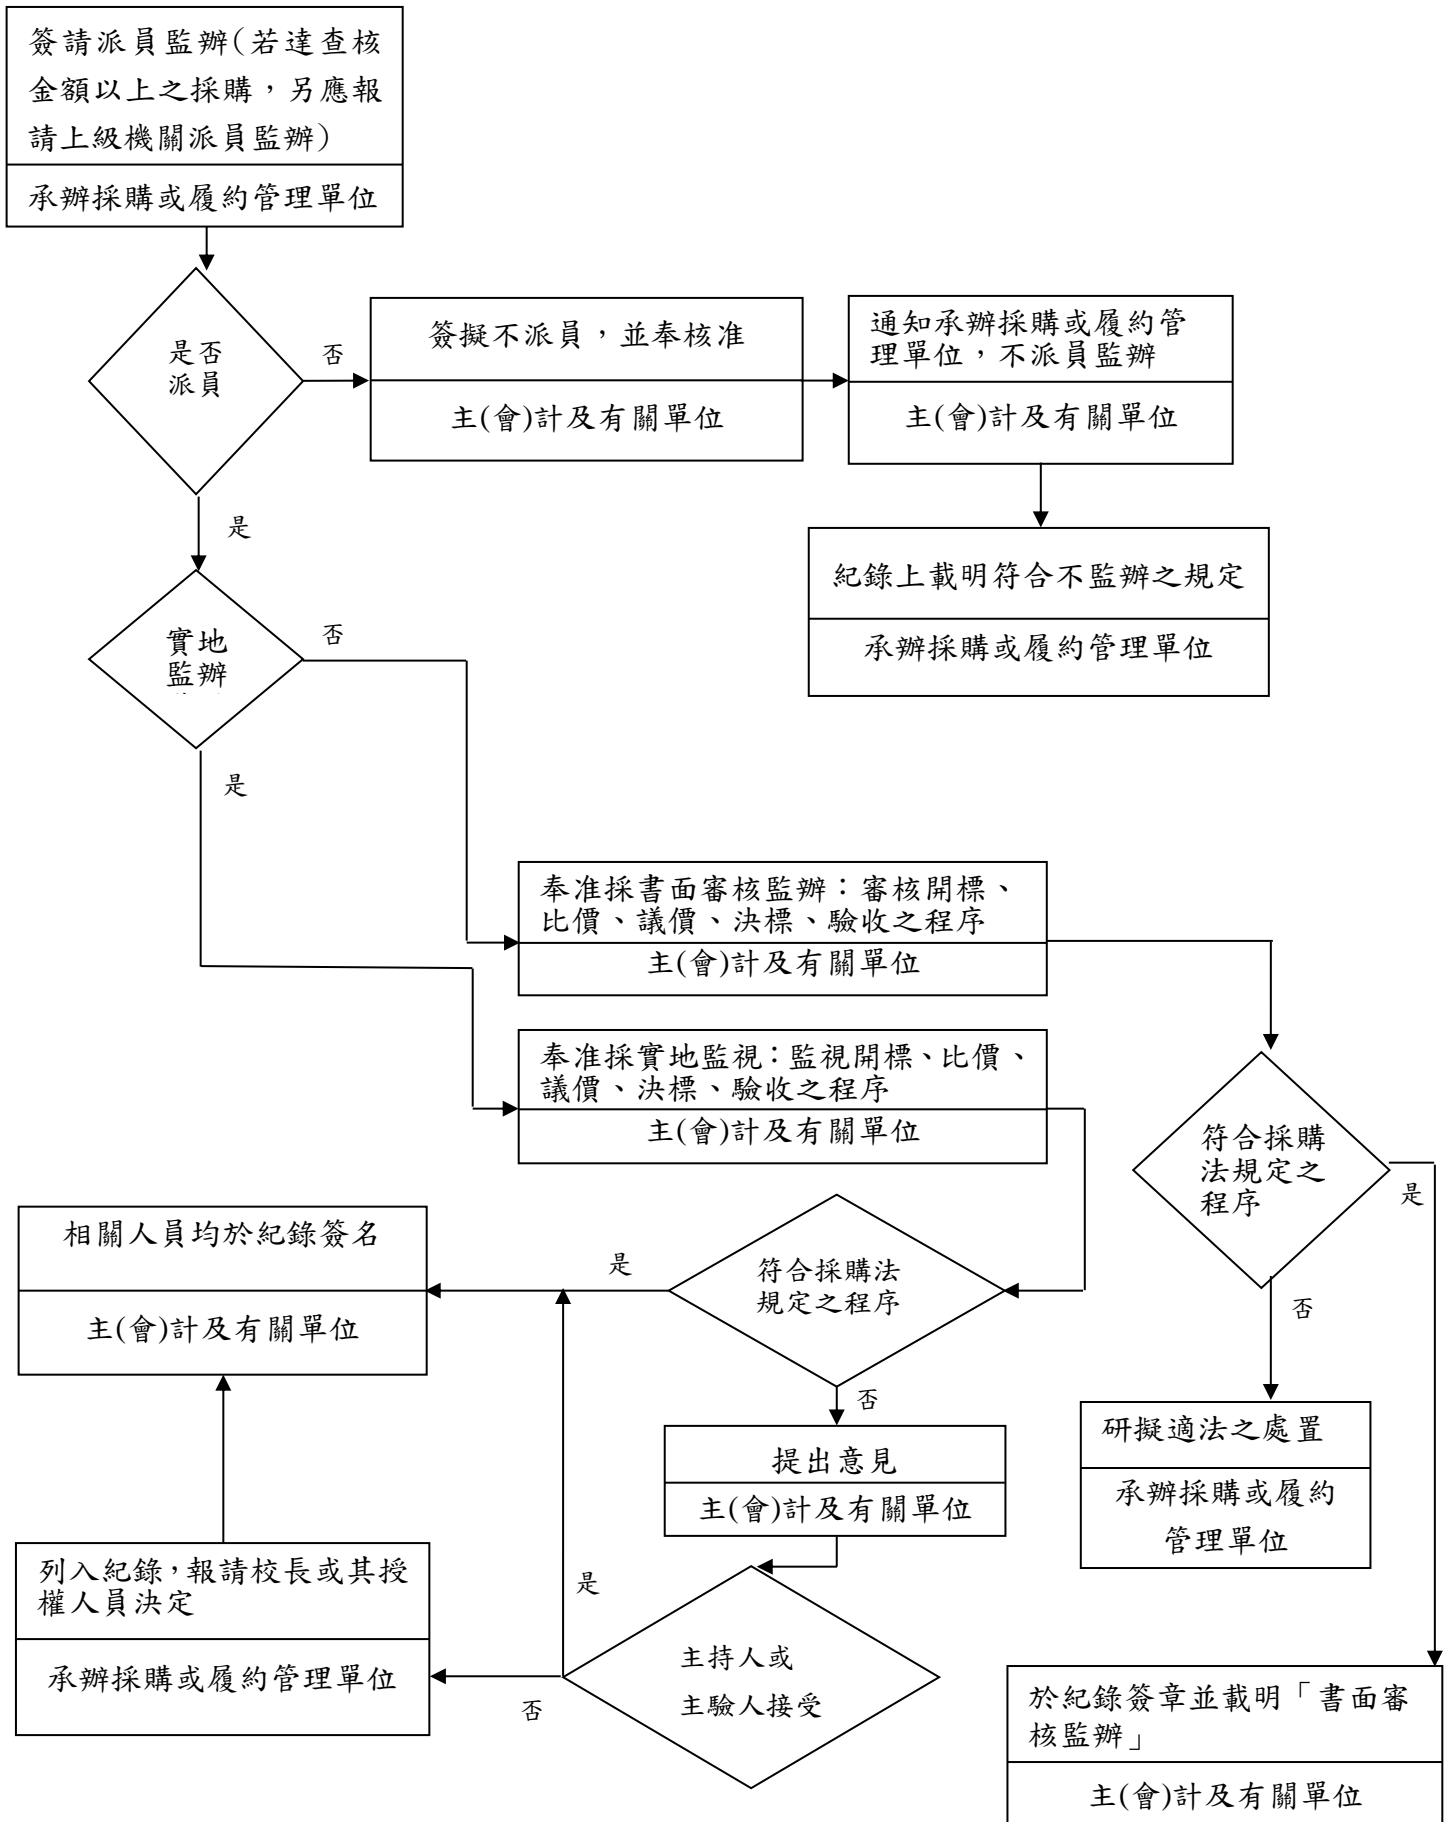 簽請派員監辦(若達查核
金額以上之採購,另應報
請上級機關派員監辦)
承辦採購或履約管理單位
是否
派員
否
簽擬不派員,並奉核准
主(會)計及有關單位
通知承辦採購或履約管
理單位,不派員監辦
主(會)計及有關單位
是
紀錄上載明符合不監辦之規定
承辦採購或履約管理單位
實地
監辦
否
是
奉准採書面審核監辦:審核開標、
比價、議價、決標、驗收之程序
主(會)計及有關單位
奉准採實地監視:監視開標、比價、
議價、決標、驗收之程序
主(會)計及有關單位
符合採購
法規定之
程序
是
否
相關人員均於紀錄簽名
主(會)計及有關單位
是
符合採購法
規定之程序
否
提出意見
主(會)計及有關單位
研擬適法之處置
承辦採購或履約
管理單位
列入紀錄,報請校長或其授
權人員決定
承辦採購或履約管理單位
是
否
主持人或
主驗人接受
於紀錄簽章並載明「書面審
核監辦」
主(會)計及有關單位